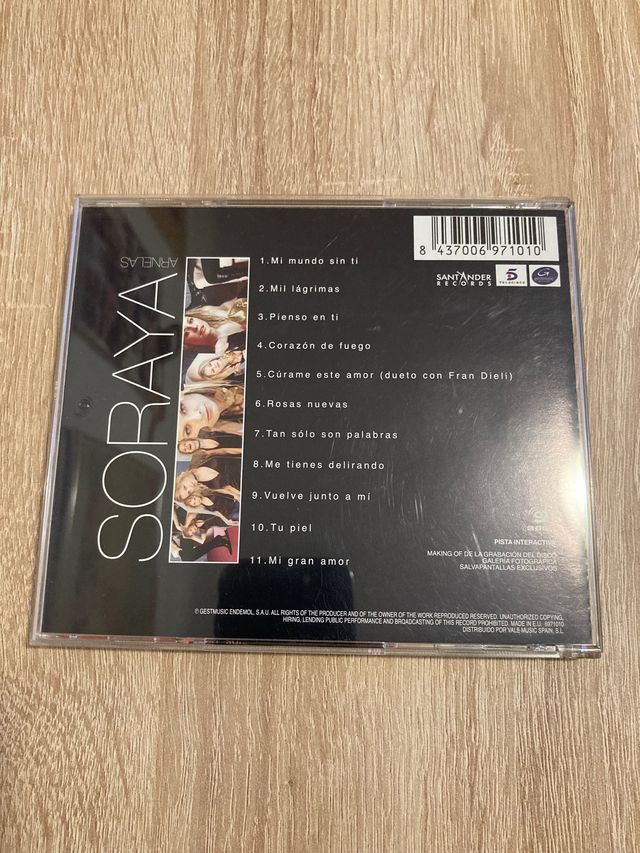 SORAYA
ARNELAS
8 437006 971010
SANTANDER
RECORDS
5
TELECINCO
1.Mi mundo sin ti
2.Mil lágrimas
3.Pienso en ti
4.Corazón de fuego
5.Cúrame este amor (dueto con Fran Dieli)
6.Rosas nuevas
7.Tan sólo son palabras
8.Me tienes delirando
9.Vuelve junto a mí
10.Tu piel
11.Mi gran amor
PISTA INTERACTIVA
MAKING OF DE LA GRABACIÓN DEL DISCO
GALERÍA FOTOGRÁFICA
SALVAPANTALLAS EXCLUSIVOS
℗ GESTMUSIC ENDEMOL, S.A.U. ALL RIGHTS OF THE PRODUCER AND OF THE OWNER OF THE WORK REPRODUCED RESERVED. UNAUTHORIZED COPYING,
HIRING, LENDING PUBLIC PERFORMANCE AND BROADCASTING OF THIS RECORD PROHIBITED. MADE IN E.U. 6971010
DISTRIBUIDO POR VALE MUSIC SPAIN, S.L.